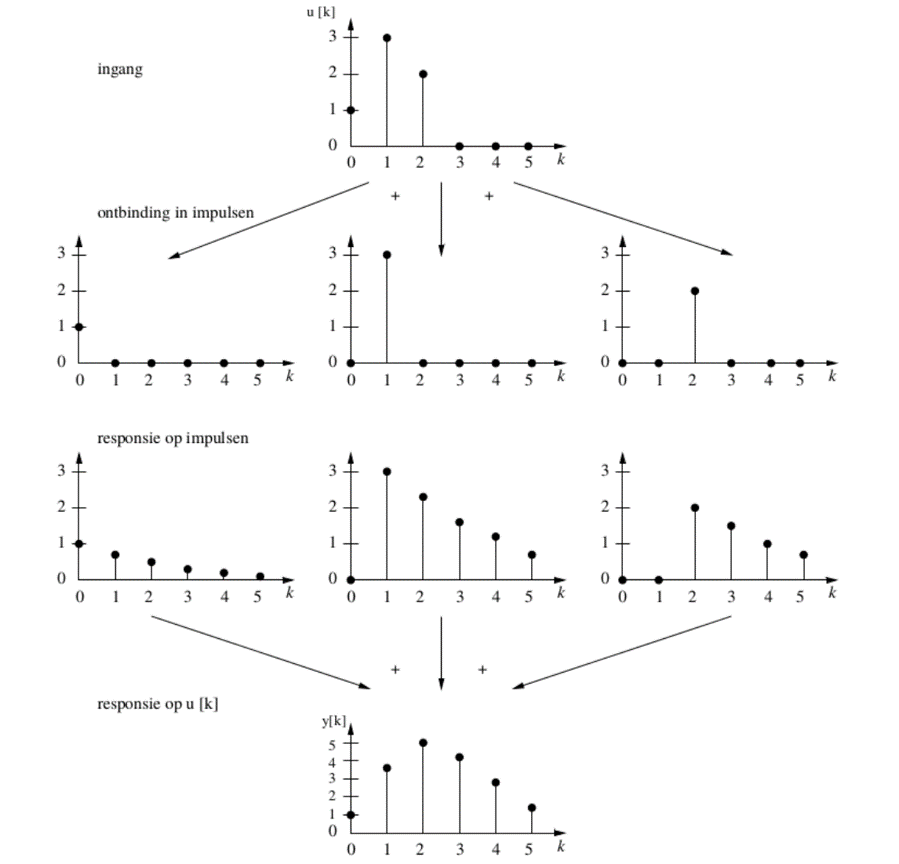 u [k]
3
ingang
2
1
0
0 1 2 3 4 5 k
+ +
ontbinding in impulsen
3 3 3
2 2 2
1 1 1
0 0 0
0 1 2 3 4 5 k 0 1 2 3 4 5 k 0 1 2 3 4 5 k
responsie op impulsen
3 3 3
2 2 2
1 1 1
0 0 0
0 1 2 3 4 5 k 0 1 2 3 4 5 k 0 1 2 3 4 5 k
+ +
responsie op u [k]
y[k]
5
4
3
2
1
0
0 1 2 3 4 5 k